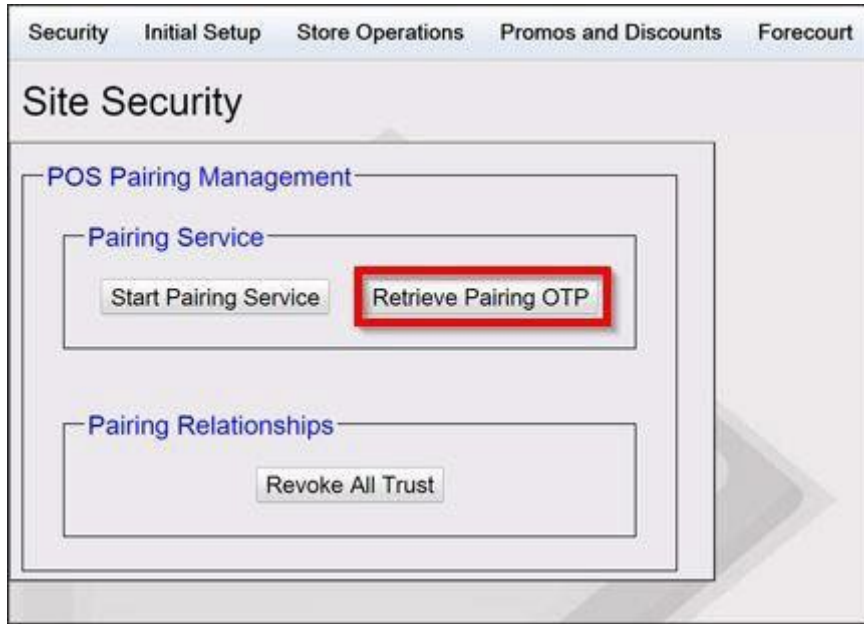 Security Initial Setup Store Operations Promos and Discounts Forecourt
Site Security
POS Pairing Management
Pairing Service
Start Pairing Service Retrieve Pairing OTP
Pairing Relationships
Revoke All Trust